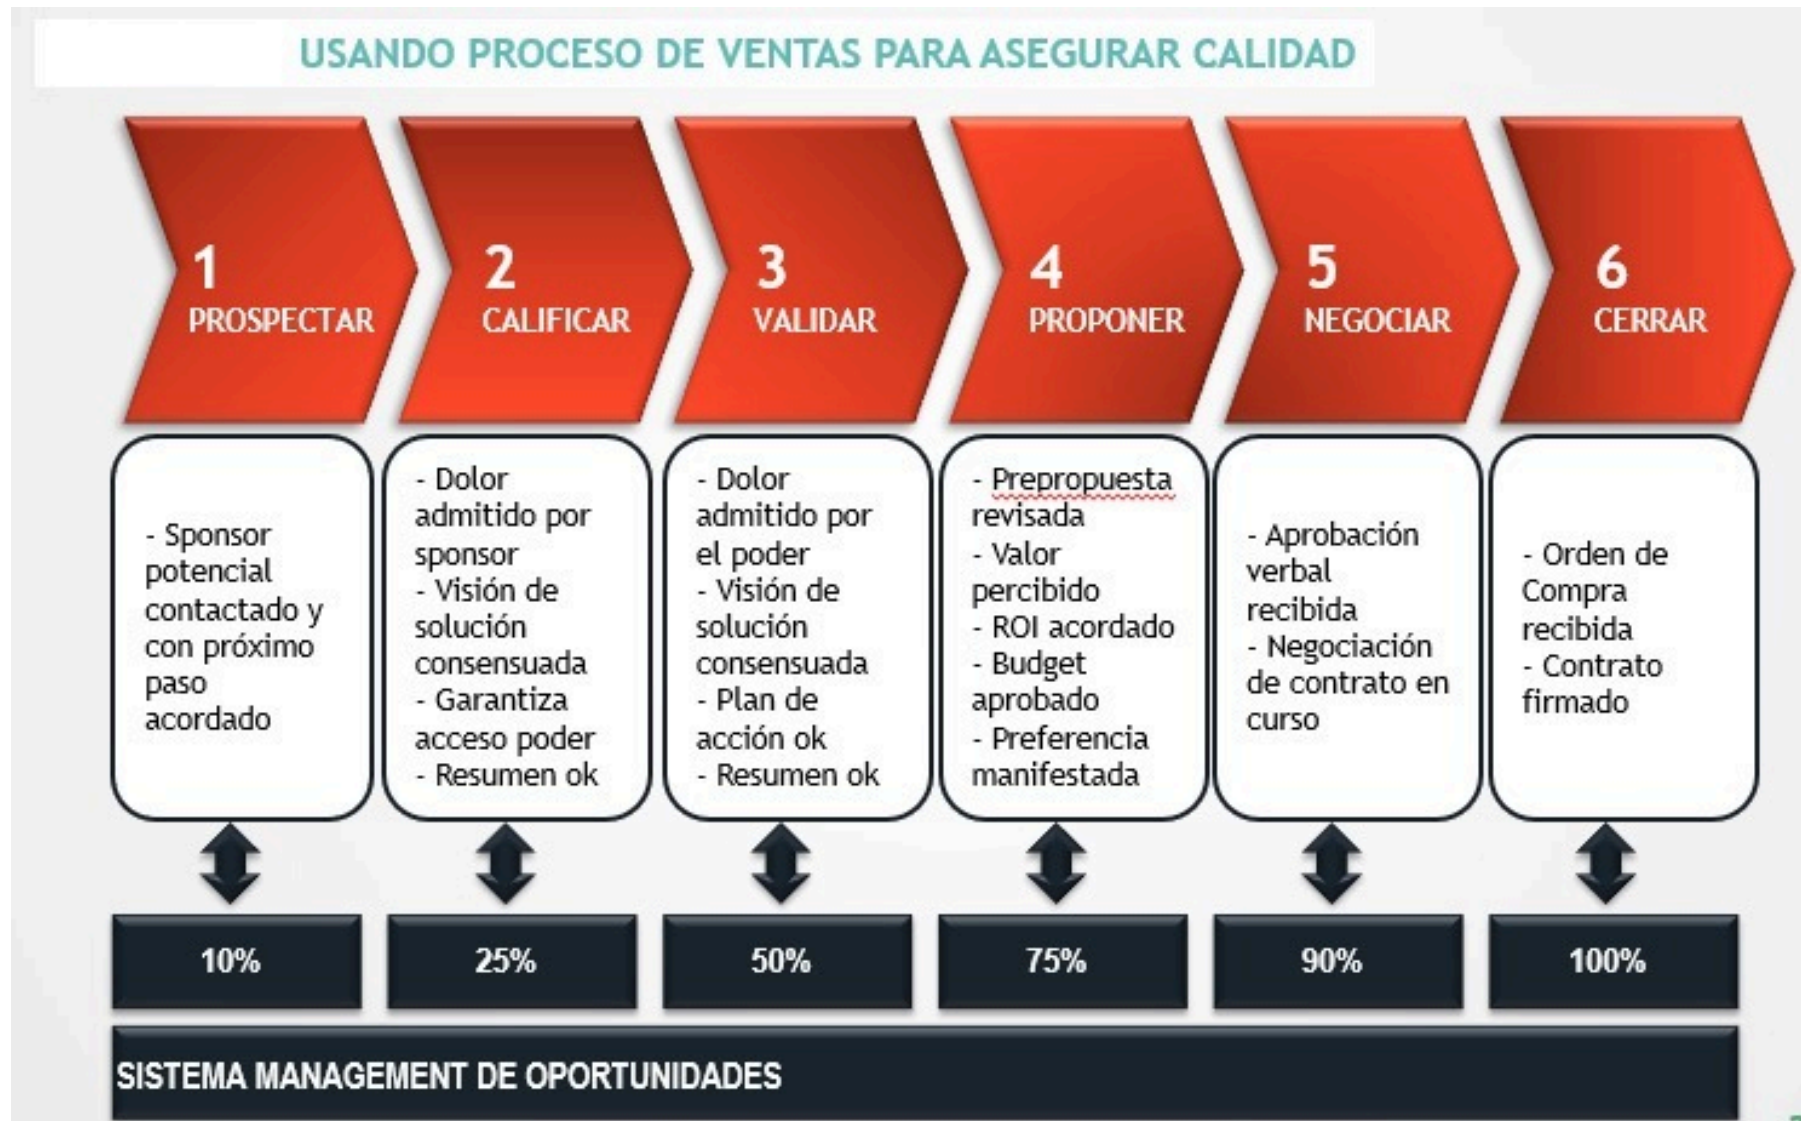 USANDO PROCESO DE VENTAS PARA ASEGURAR CALIDAD
1
PROSPECTAR
2
CALIFICAR
3
VALIDAR
4
PROPONER
5
NEGOCIAR
6
CERRAR
- Sponsor
potencial
contactado y
con próximo
paso
acordado
- Dolor
admitido por
sponsor
- Visión de
solución
consensuada
- Garantiza
acceso poder
- Resumen ok
- Dolor
admitido por
el poder
- Visión de
solución
consensuada
- Plan de
acción ok
- Resumen ok
- Prepropuesta
revisada
- Valor
percibido
- ROI acordado
- Budget
aprobado
- Preferencia
manifestada
- Aprobación
verbal
recibida
- Negociación
de contrato en
curso
- Orden de
Compra
recibida
- Contrato
firmado
10%
25%
50%
75%
90%
100%
SISTEMA MANAGEMENT DE OPORTUNIDADES